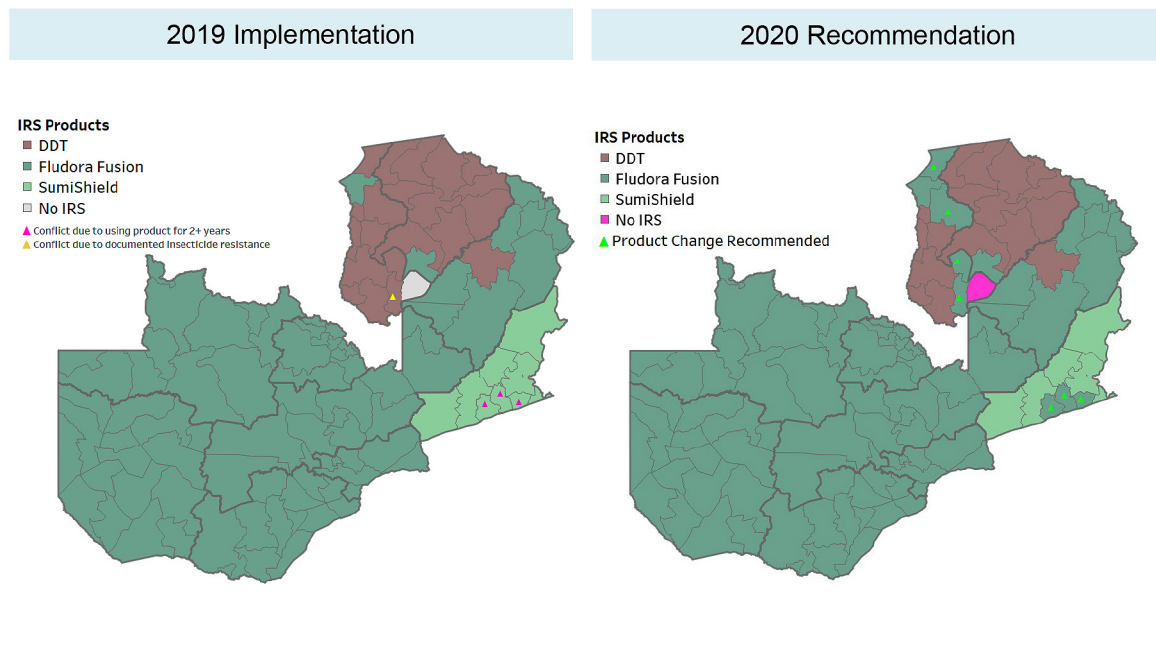 2019 Implementation
2020 Recommendation
IRS Products
DDT
Fludora Fusion
SumiShield
No IRS
Conflict due to using product for 2+ years
Conflict due to documented Insecticide resistance
IRS Products
DDT
Fludora Fusion
SumiShield
No IRS
Product Change Recommended